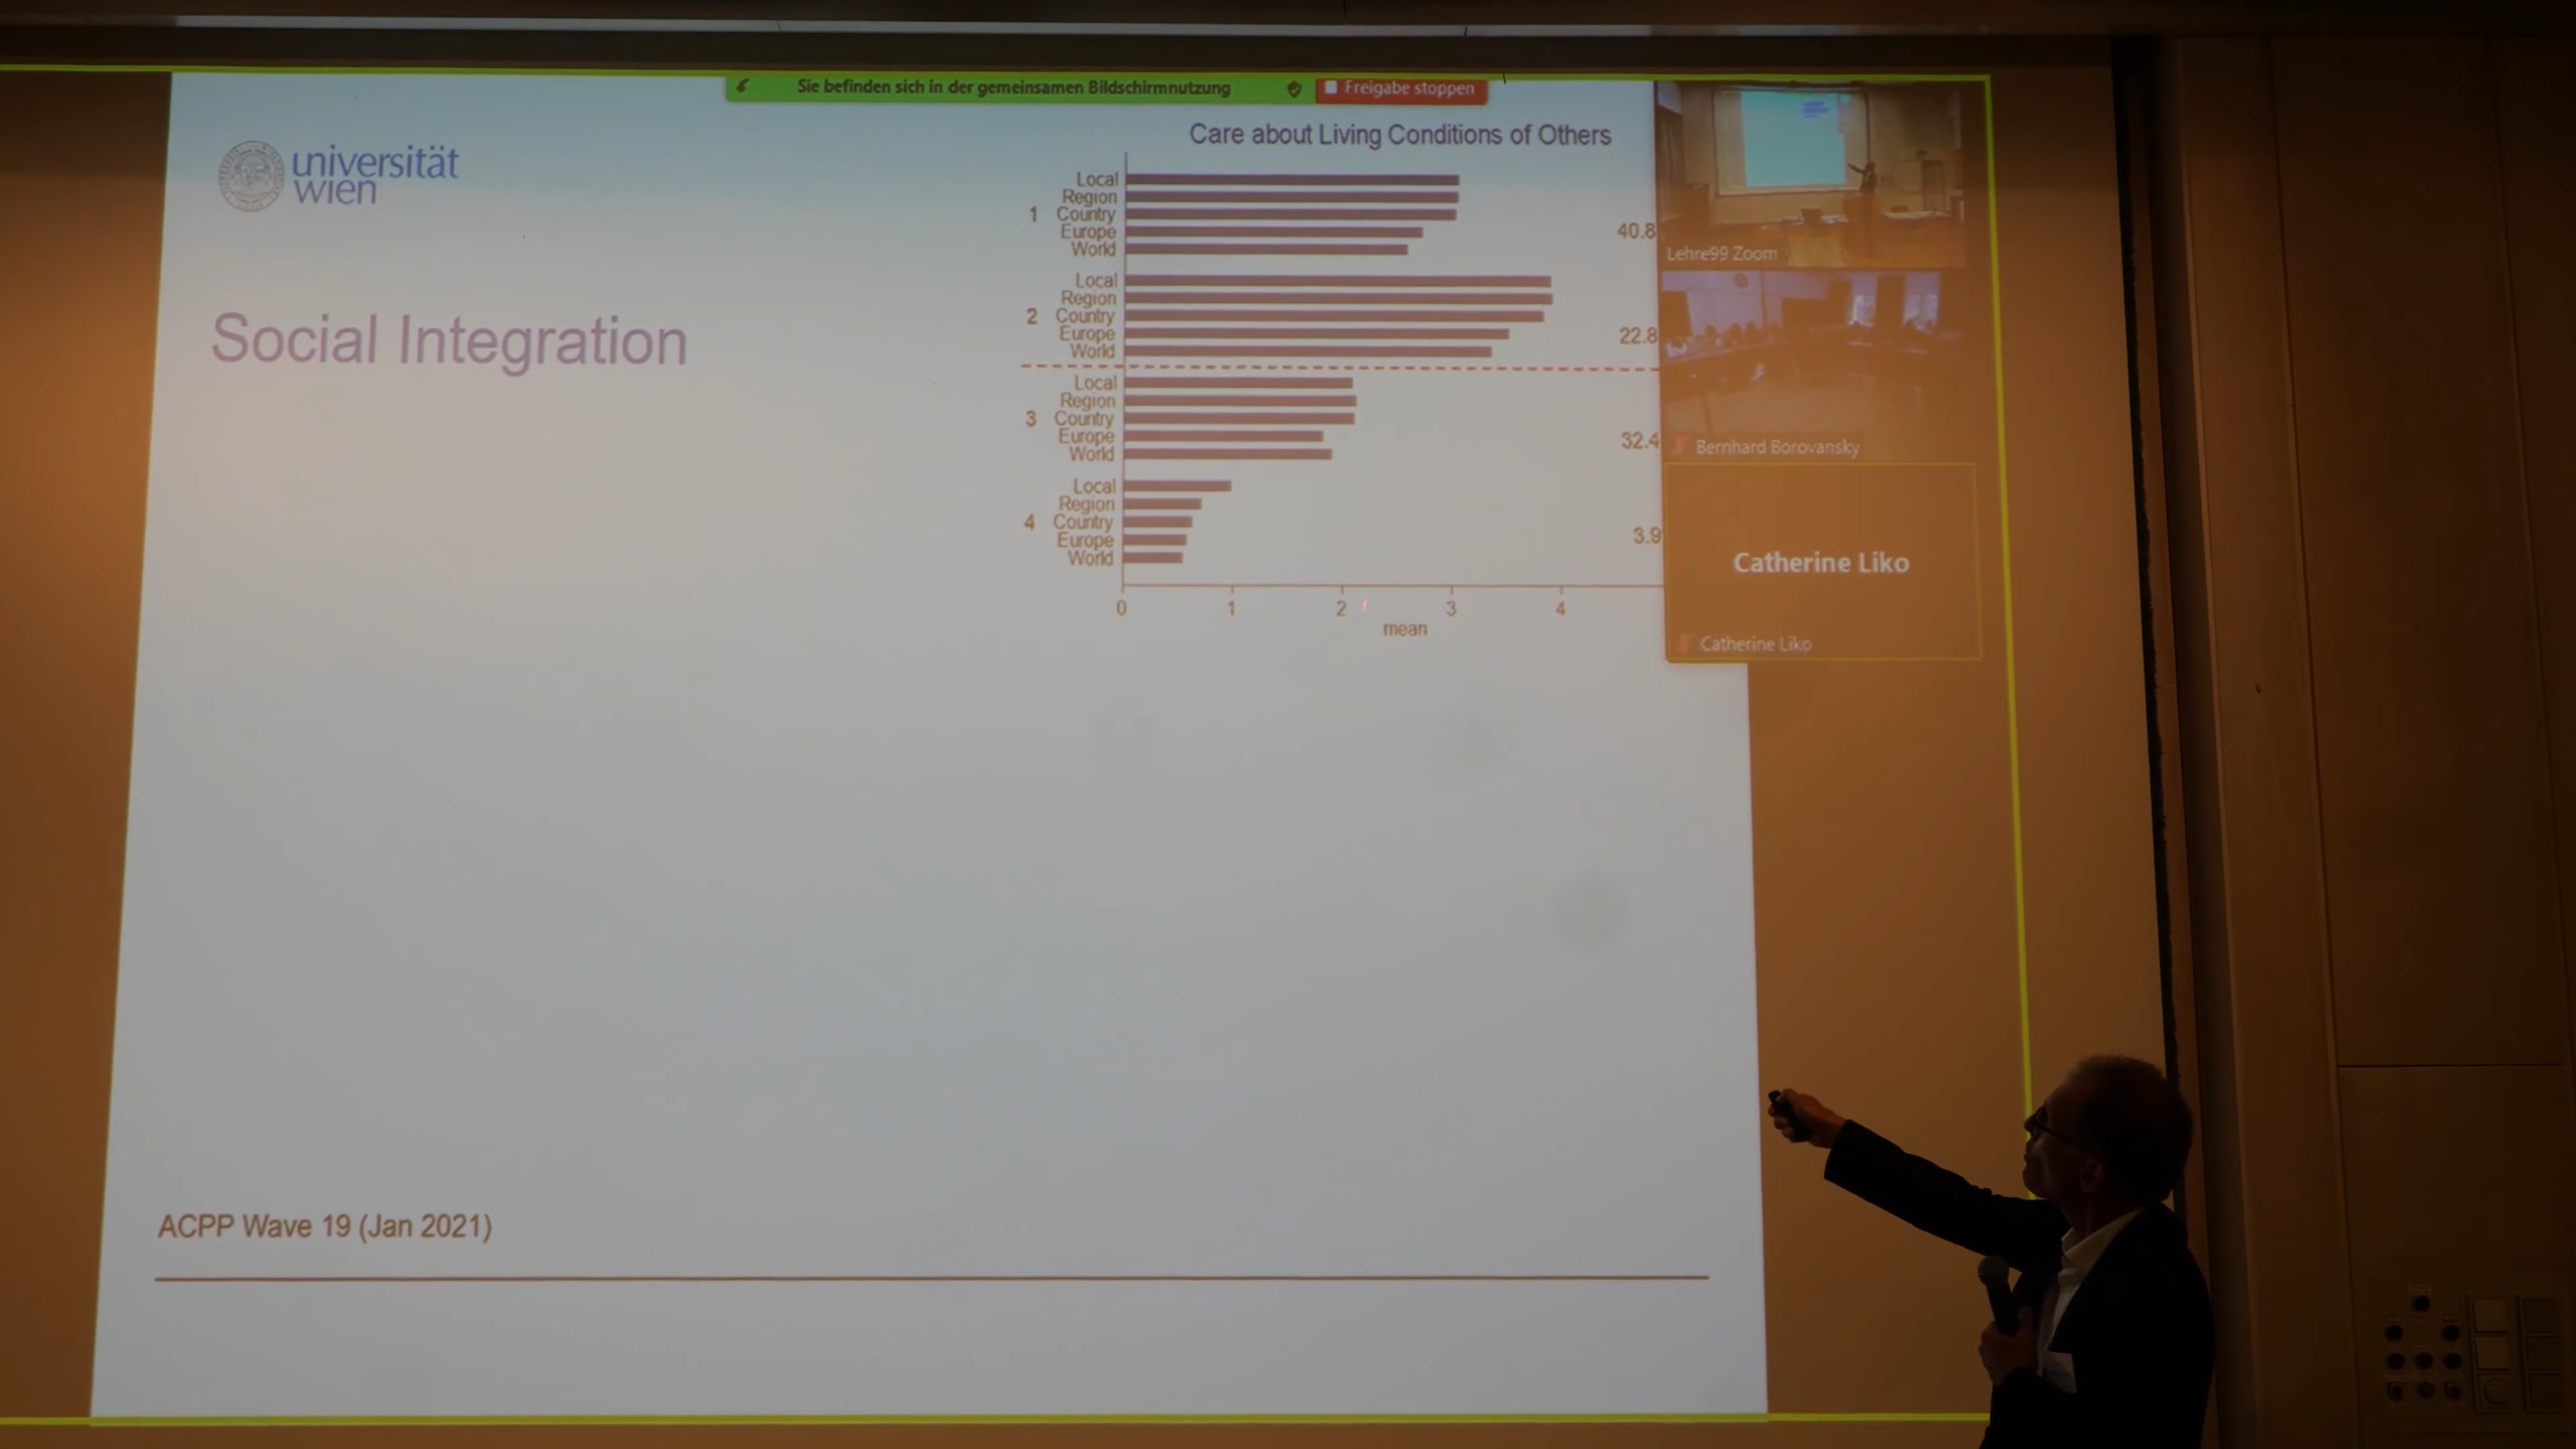 Sie befinden sich in der gemeinsamen Bildschirmnutzung
Freigabe stoppen
universität
wien
Social Integration
Care about Living Conditions of Others
1
Local
Region
Country
Europe
World
40.8
2
Local
Region
Country
Europe
World
22.8
3
Local
Region
Country
Europe
World
32.4
4
Local
Region
Country
Europe
World
3.9
0 1 2 3 4
mean
Lehre99 Zoom
Bernhard Borovansky
Catherine Liko
Catherine Liko
ACPP Wave 19 (Jan 2021)